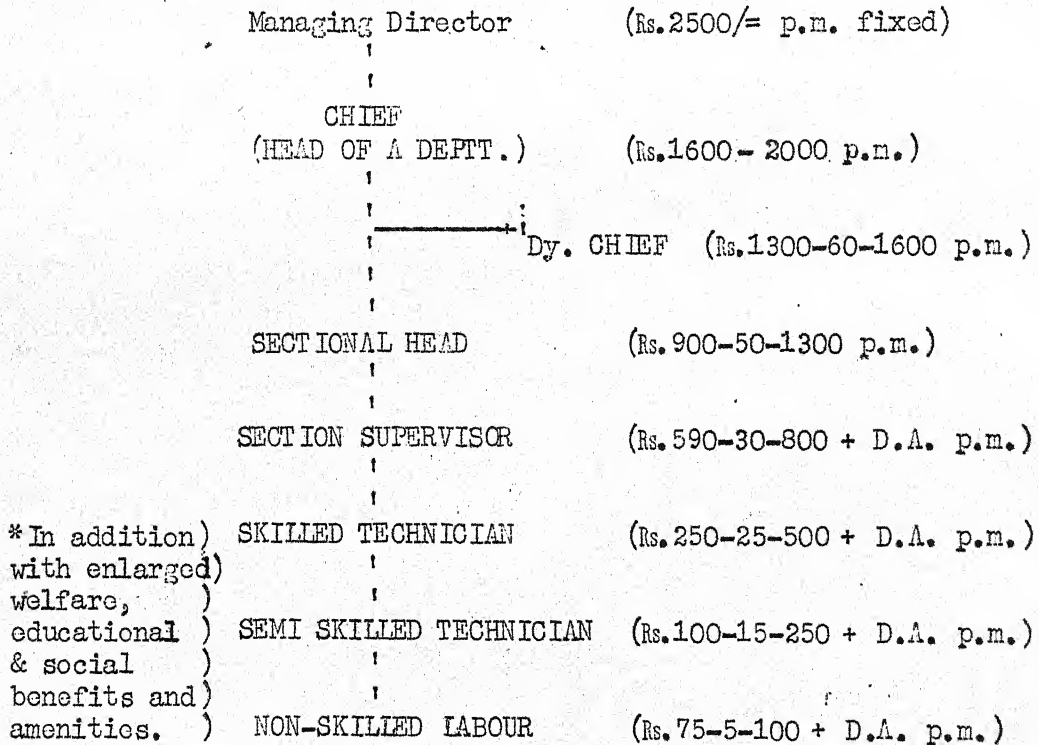 Managing Director (Rs.2500/= p.m. fixed)
CHIEF
(HEAD OF A DEPTT.) (Rs.1600 - 2000 p.m.)
Dy. CHIEF (Rs.1300-60-1600 p.m.)
SECTIONAL HEAD (Rs.900-50-1300 p.m.)
SECTION SUPERVISOR (Rs.590-30-800 + D.A. p.m.)
*In addition) SKILLED TECHNICIAN (Rs.250-25-500 + D.A. p.m.)
with enlarged)
welfare, )
educational ) SEMI SKILLED TECHNICIAN (Rs.100-15-250 + D.A. p.m.)
& social )
benefits and)
amenities. ) NON-SKILLED LABOUR (Rs.75-5-100 + D.A. p.m.)